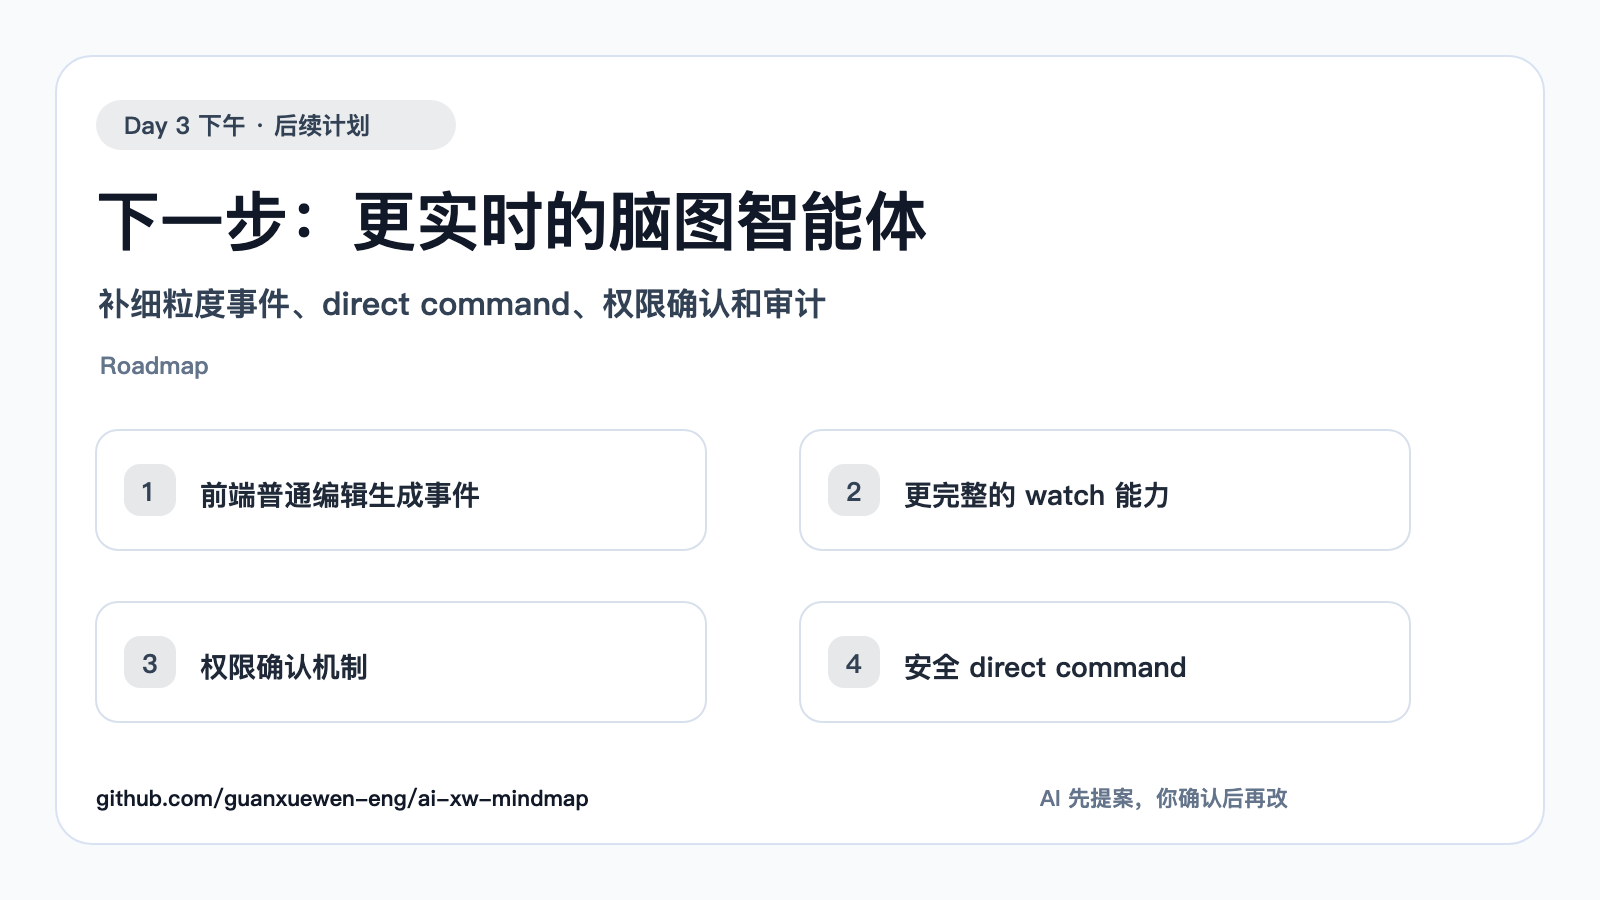 Day 3 下午 · 后续计划
下一步：更实时的脑图智能体
补细粒度事件、direct command、权限确认和审计
Roadmap
1 前端普通编辑生成事件
2 更完整的 watch 能力
3 权限确认机制
4 安全 direct command
github.com/guanxuewen-eng/ai-xw-mindmap
AI 先提案，你确认后再改